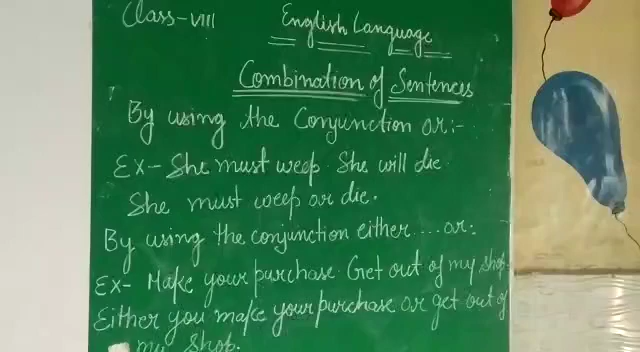 Class-VIII
English Language
Combination of Sentences
By using the Conjunction or:-
Ex- She must weep. She will die.
She must weep or die.
By using the conjunction either....or.
Ex- Make your purchase. Get out of my shop.
Either you make your purchase or get out of
my shop.